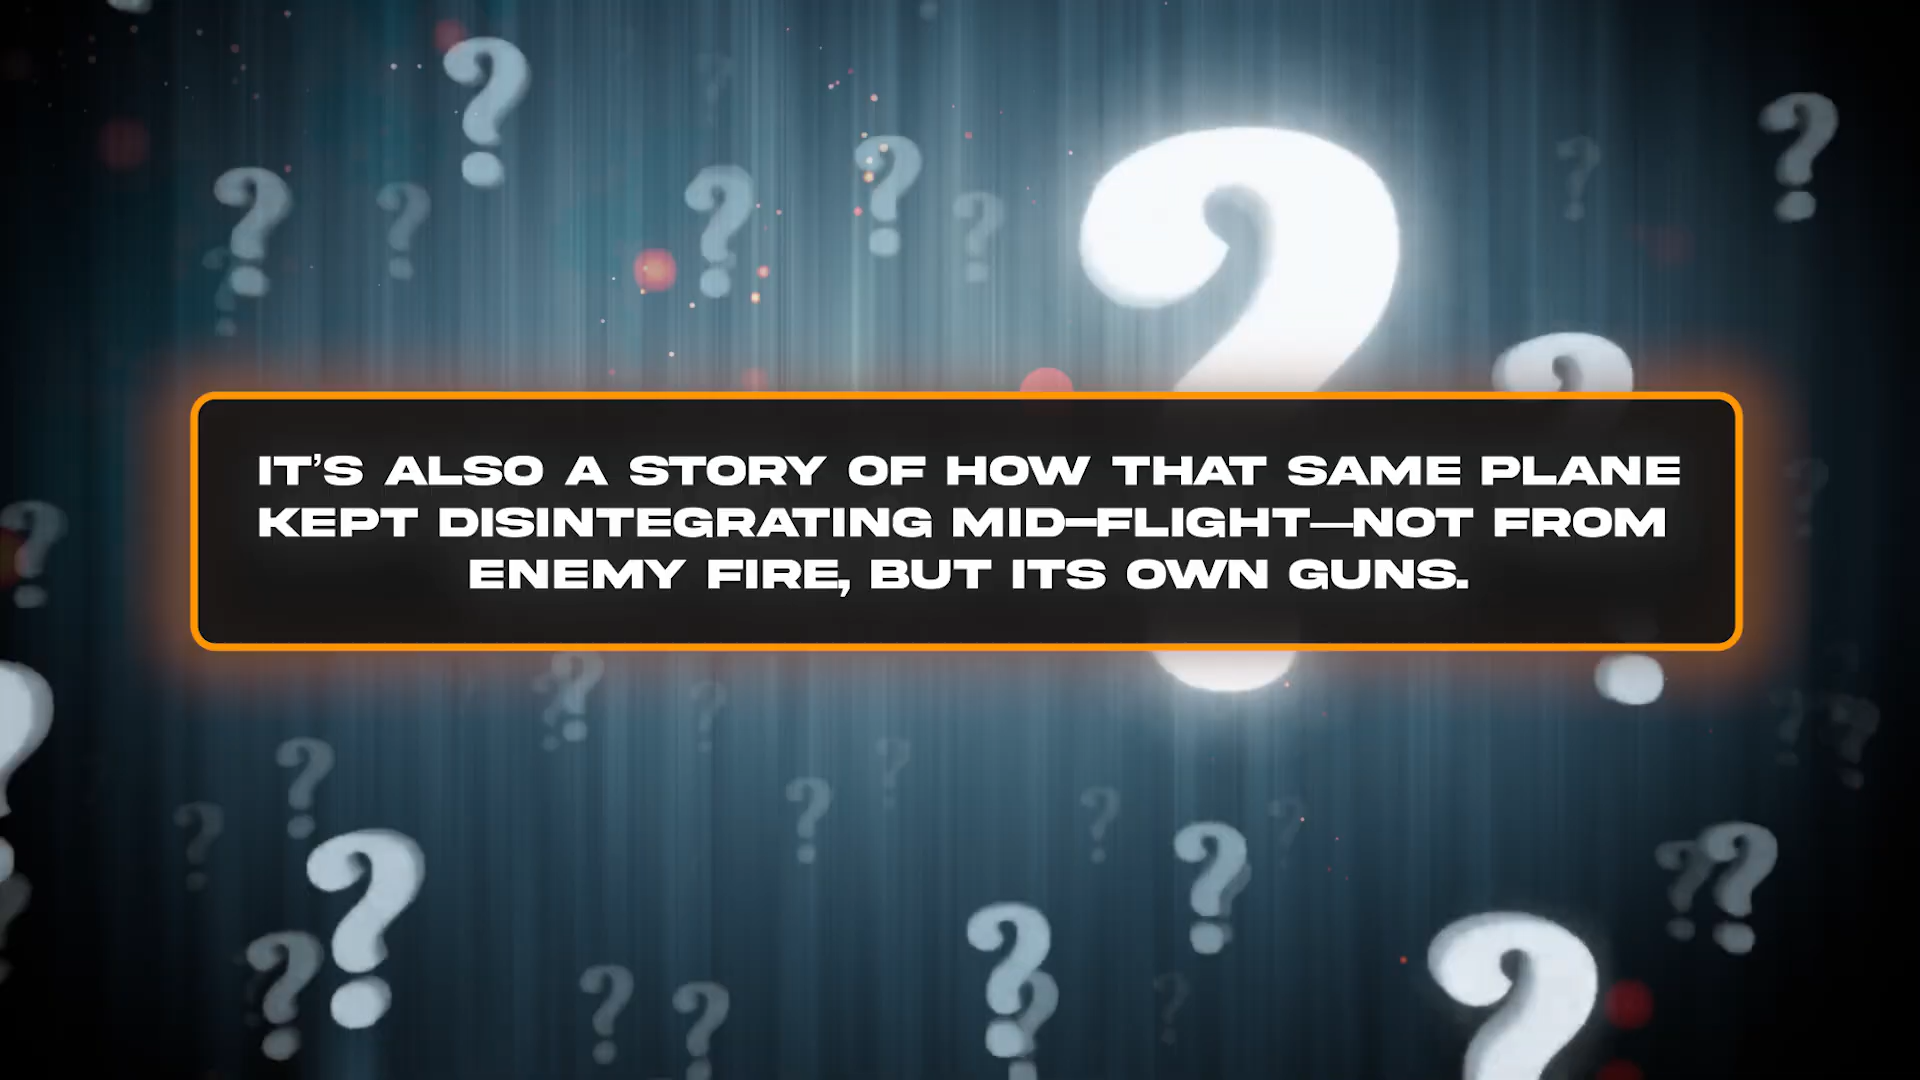 IT'S ALSO A STORY OF HOW THAT SAME PLANE
KEPT DISINTEGRATING MID-FLIGHT—NOT FROM
ENEMY FIRE, BUT ITS OWN GUNS.